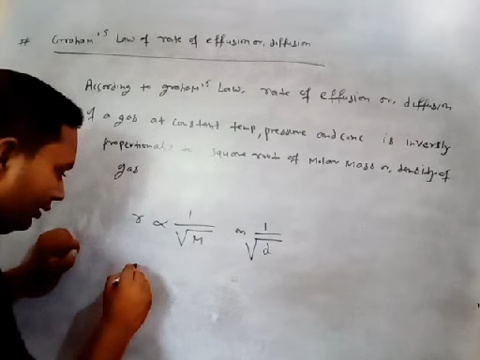 # Graham's Law of rate of effusion or, diffusion
According to graham's Law, rate of effusion or, diffusion
of a gas at constant temp, pressure and conc is inversly
proportional to square root of Molar Mass or, density of
gas
r ∝ 1/√M or 1/√d